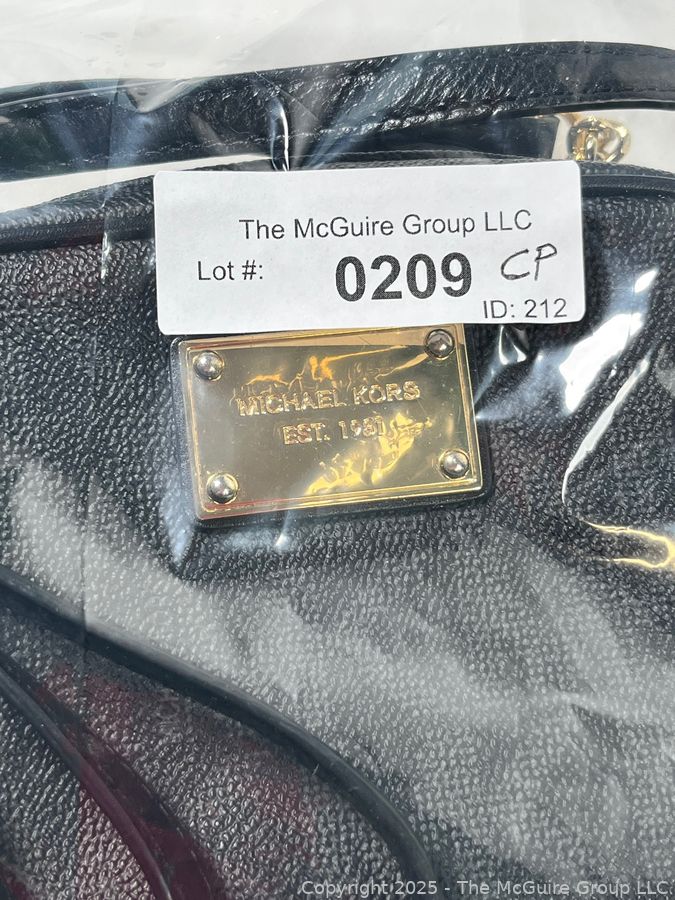 The McGuire Group LLC
Lot #: 0209 CP
ID: 212
MICHAEL KORS
EST. 1981
Copyright 2025 - The McGuire Group LLC.